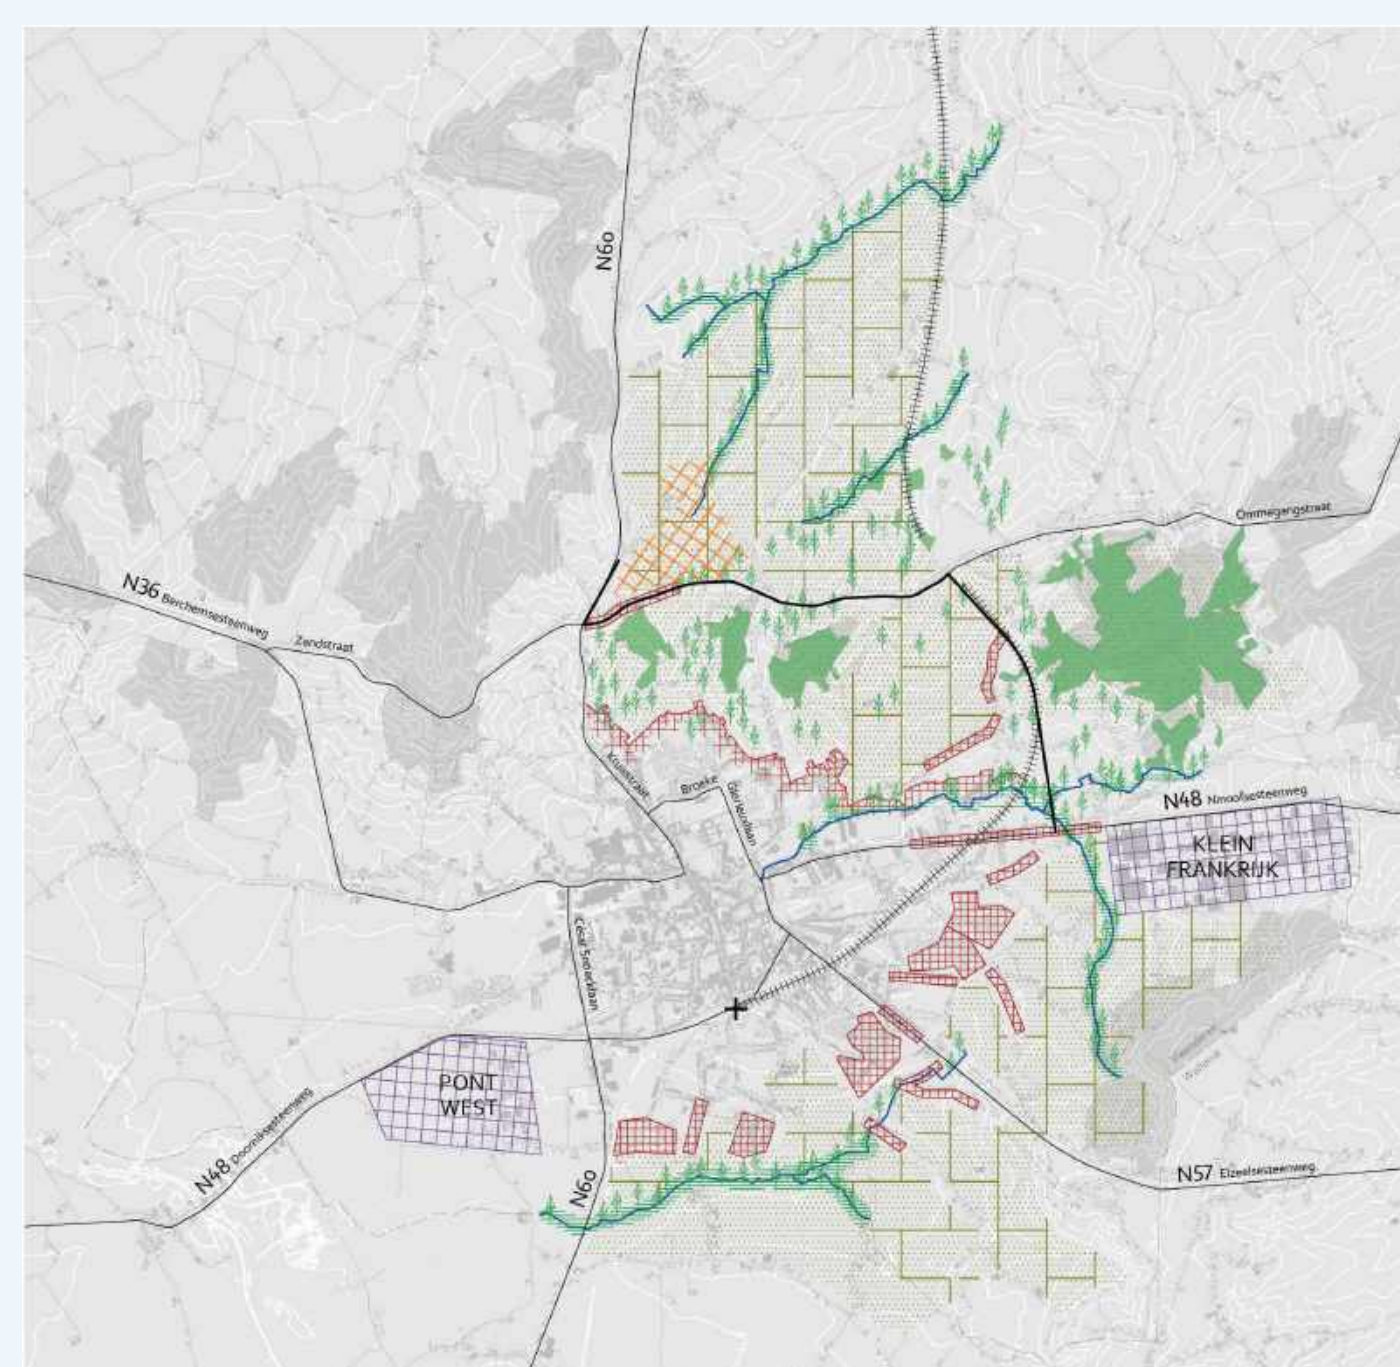 N60
Ommegangstraat
N36 Berchemsesteenweg
Zandstraat
Kruisstraat
Broeke
Glorieuxlaan
N48 Ninoofsesteenweg
KLEIN
FRANKRIJK
César Snoecklaan
PONT
WEST
N48 Doorniksesteenweg
N60
N57 Elzeelsesteenweg